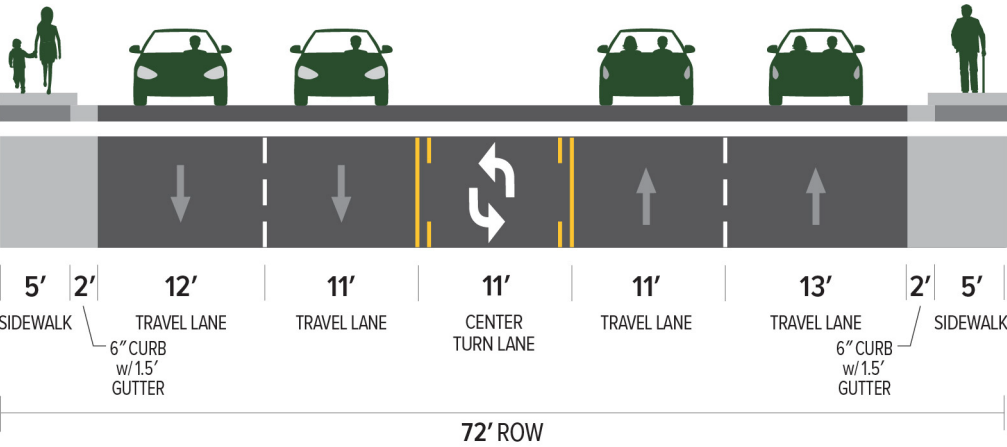 5′ 2′ 12′ 11′ 11′ 11′ 13′ 2′ 5′
SIDEWALK TRAVEL LANE TRAVEL LANE CENTER TRAVEL LANE TRAVEL LANE SIDEWALK
TURN LANE
6″ CURB 6″ CURB
w/1.5′ w/1.5′
GUTTER GUTTER
72′ ROW